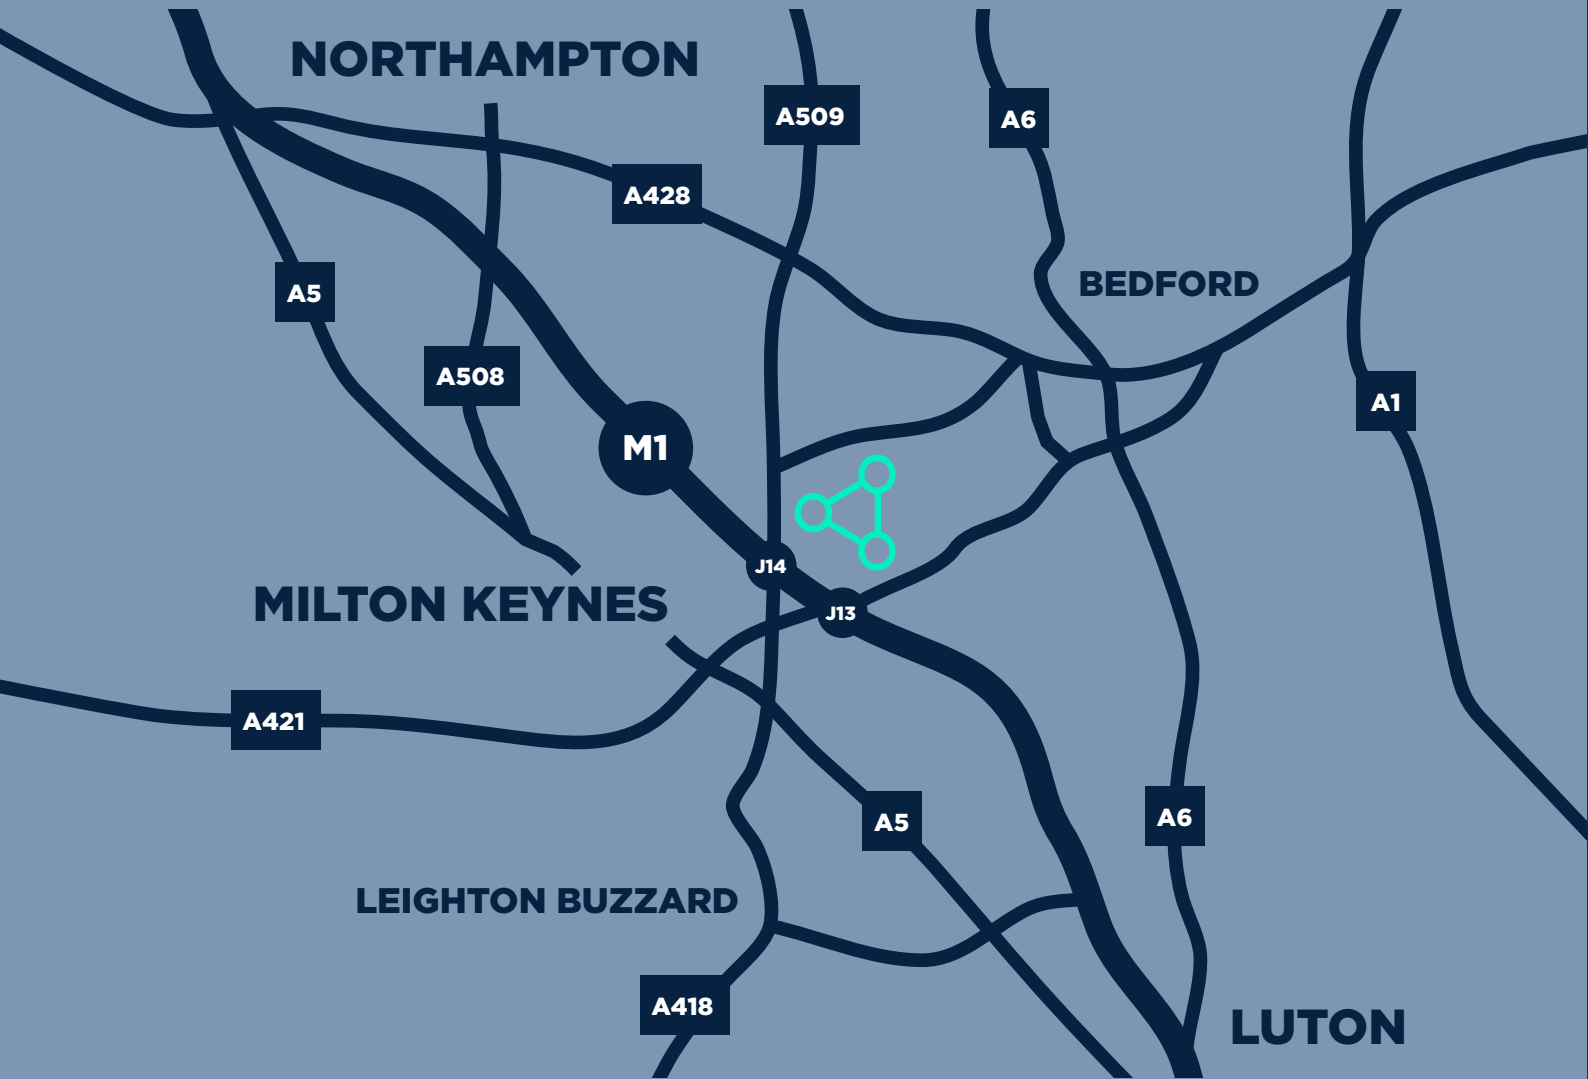 NORTHAMPTON
A509
A6
A428
BEDFORD
A5
A508
A1
M1
J14
MILTON KEYNES
J13
A421
A5
A6
LEIGHTON BUZZARD
A418
LUTON